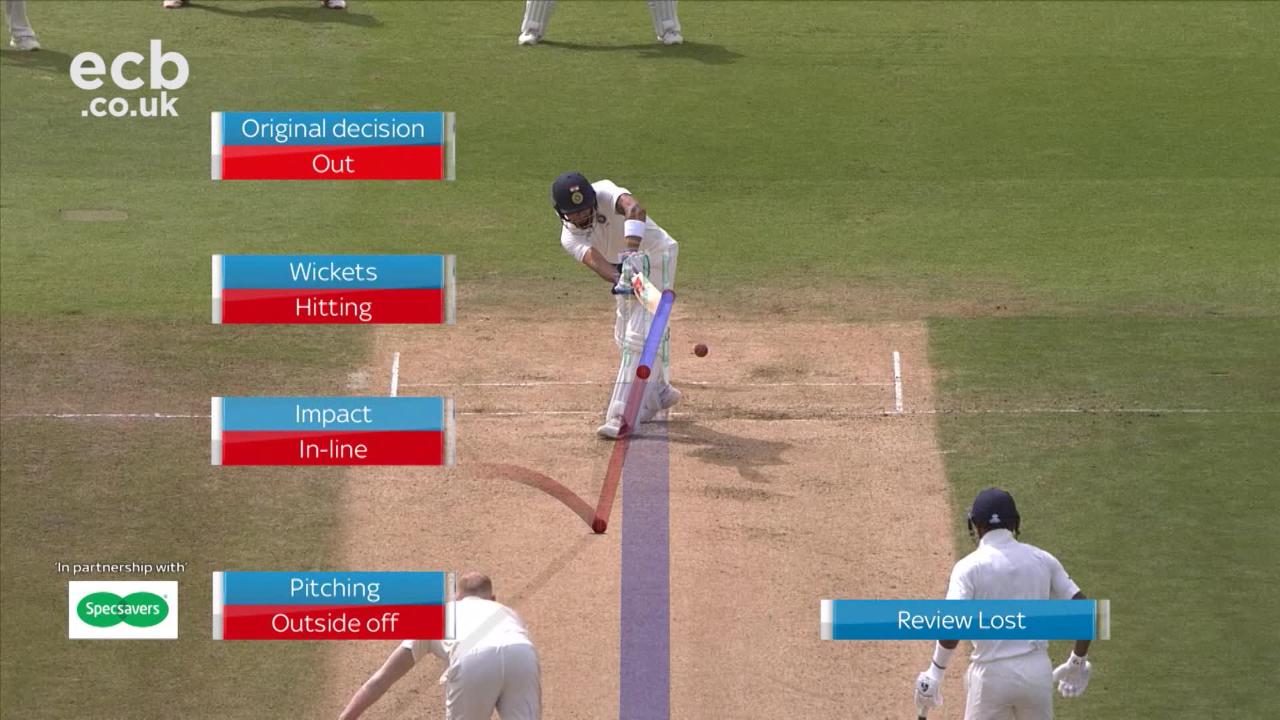 ecb
.co.uk
Original decision
Out
Wickets
Hitting
Impact
In-line
'In partnership with'
Specsavers
Pitching
Outside off
Review Lost